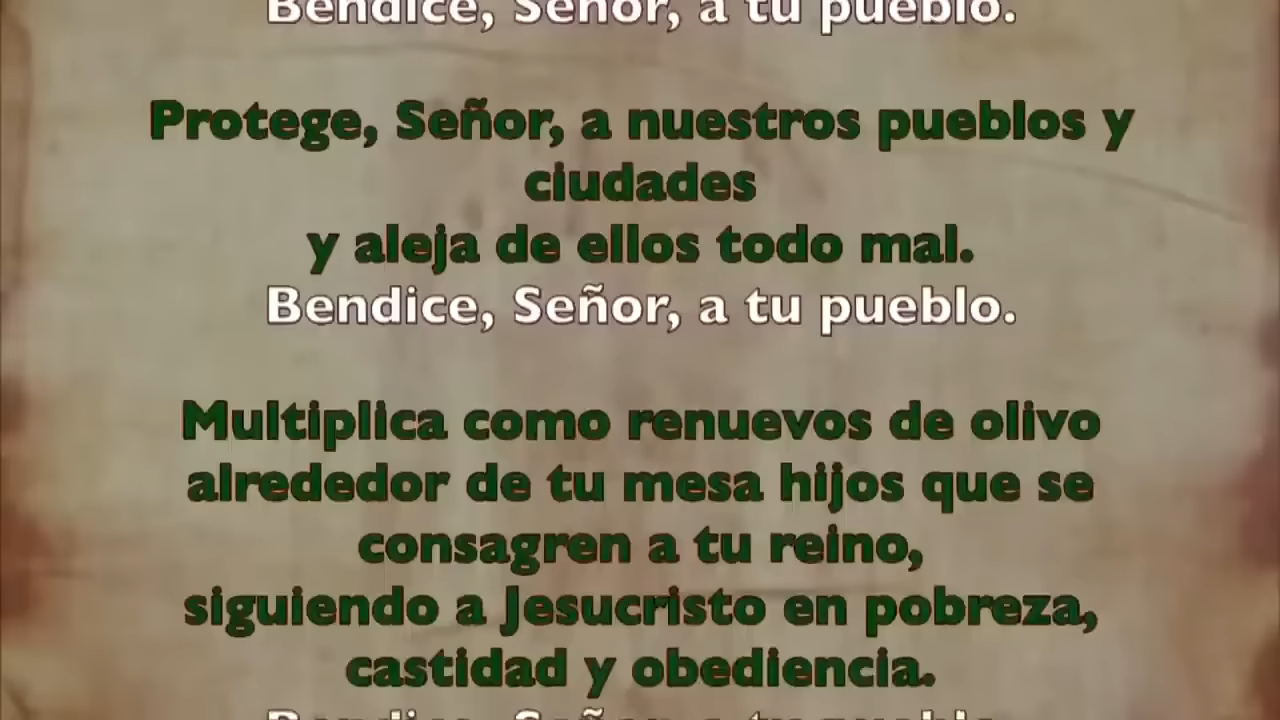 Bendice, Señor, a tu pueblo.
Protege, Señor, a nuestros pueblos y
ciudades
y aleja de ellos todo mal.
Bendice, Señor, a tu pueblo.
Multiplica como renuevos de olivo
alrededor de tu mesa hijos que se
consagren a tu reino,
siguiendo a Jesucristo en pobreza,
castidad y obediencia.
Bendice, Señor, a tu pueblo.